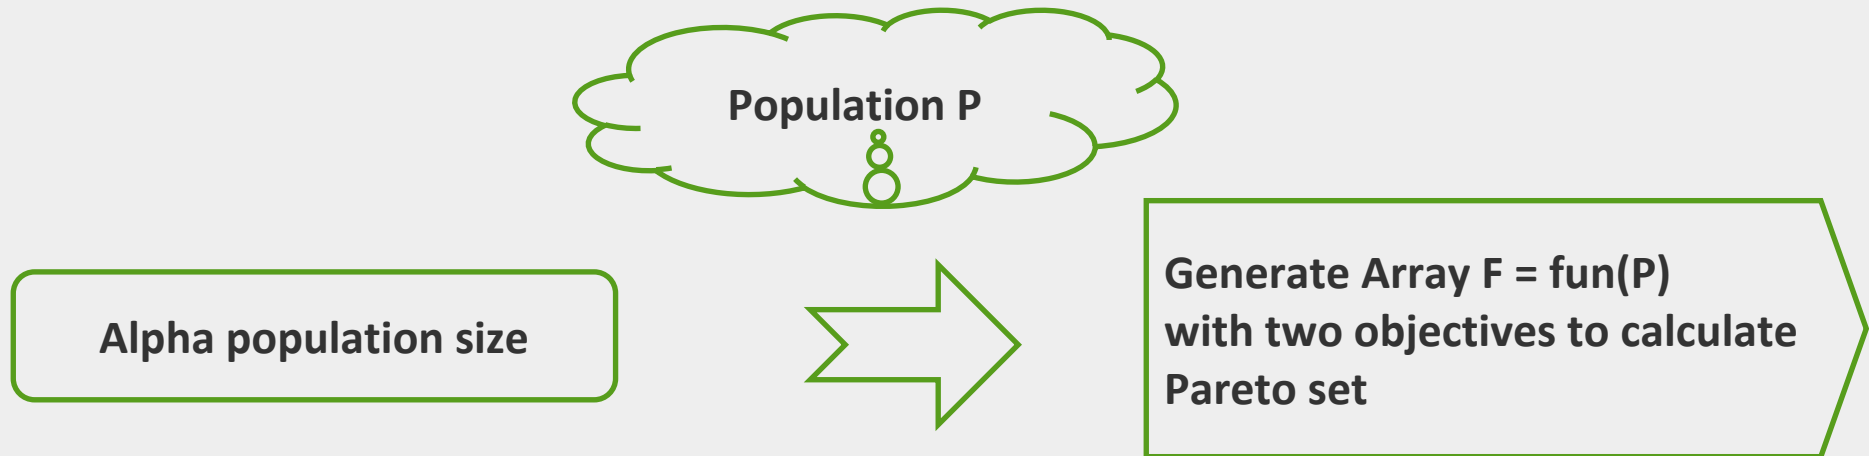 Population P
Alpha population size
Generate Array F = fun(P)
with two objectives to calculate
Pareto set